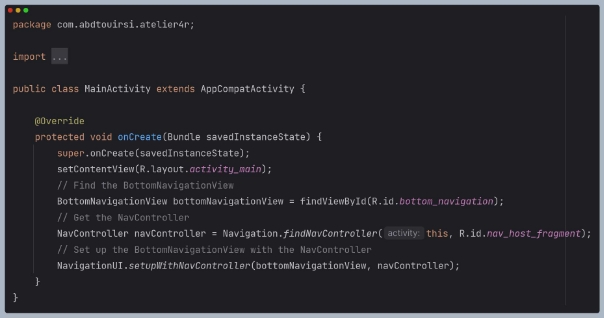 package com.abdtouirsi.atelier4r;
import ...
public class MainActivity extends AppCompatActivity {
@Override
protected void onCreate(Bundle savedInstanceState) {
super.onCreate(savedInstanceState);
setContentView(R.layout.activity_main);
// Find the BottomNavigationView
BottomNavigationView bottomNavigationView = findViewById(R.id.bottom_navigation);
// Get the NavController
NavController navController = Navigation.findNavController( activity: this, R.id.nav_host_fragment);
// Set up the BottomNavigationView with the NavController
NavigationUI.setupWithNavController(bottomNavigationView, navController);
}
}